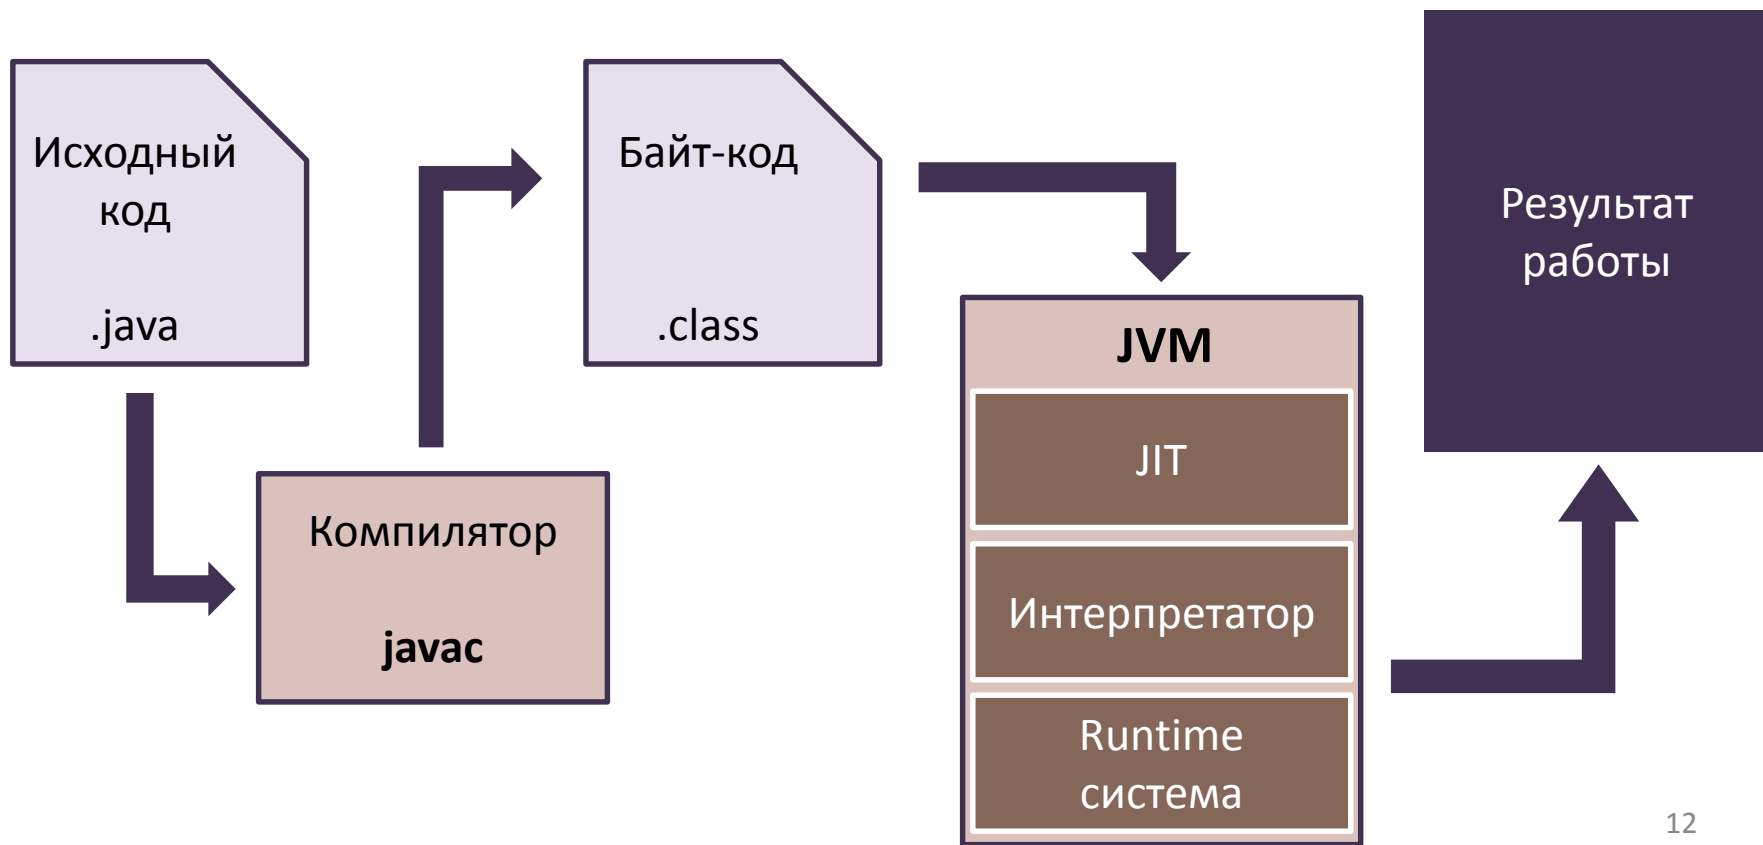 Исходный
код
.java
Компилятор
javac
Байт-код
.class
JVM
JIT
Интерпретатор
Runtime
система
Результат
работы
12